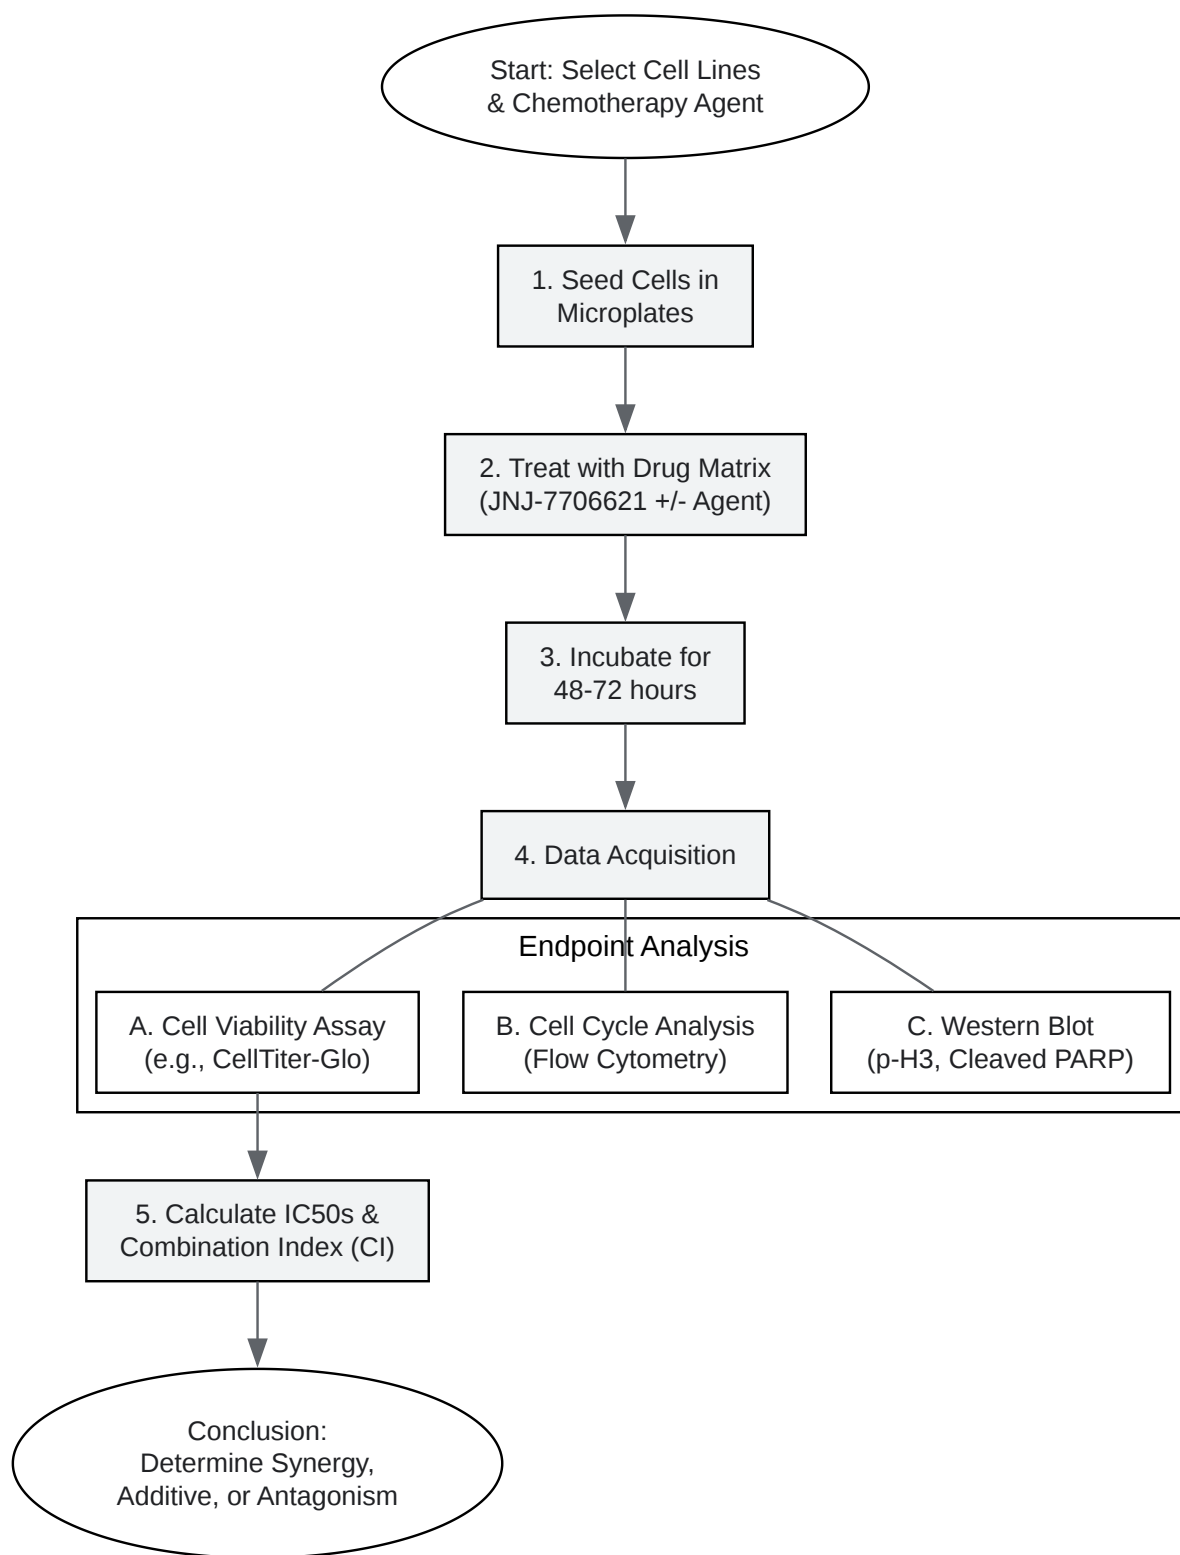 Start: Select Cell Lines
& Chemotherapy Agent
1. Seed Cells in
Microplates
2. Treat with Drug Matrix
(JNJ-7706621 +/- Agent)
3. Incubate for
48-72 hours
4. Data Acquisition
Endpoint Analysis
A. Cell Viability Assay
(e.g., CellTiter-Glo)
B. Cell Cycle Analysis
(Flow Cytometry)
C. Western Blot
(p-H3, Cleaved PARP)
5. Calculate IC50s &
Combination Index (CI)
Conclusion:
Determine Synergy,
Additive, or Antagonism